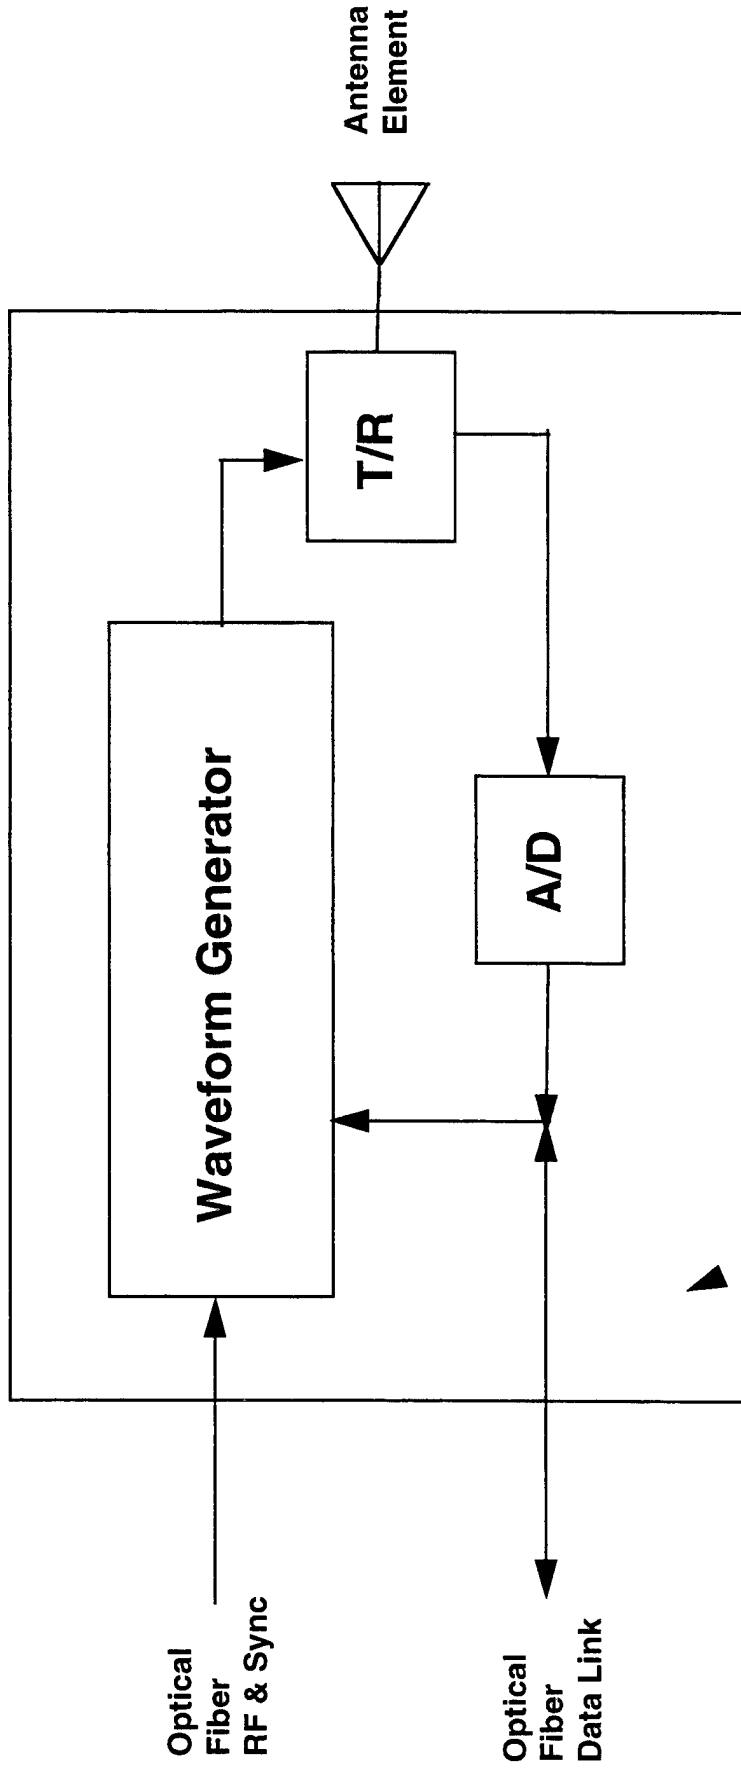 Optical
Fiber
RF & Sync
Waveform Generator
T/R
Antenna
Element
Optical
Fiber
Data Link
A/D